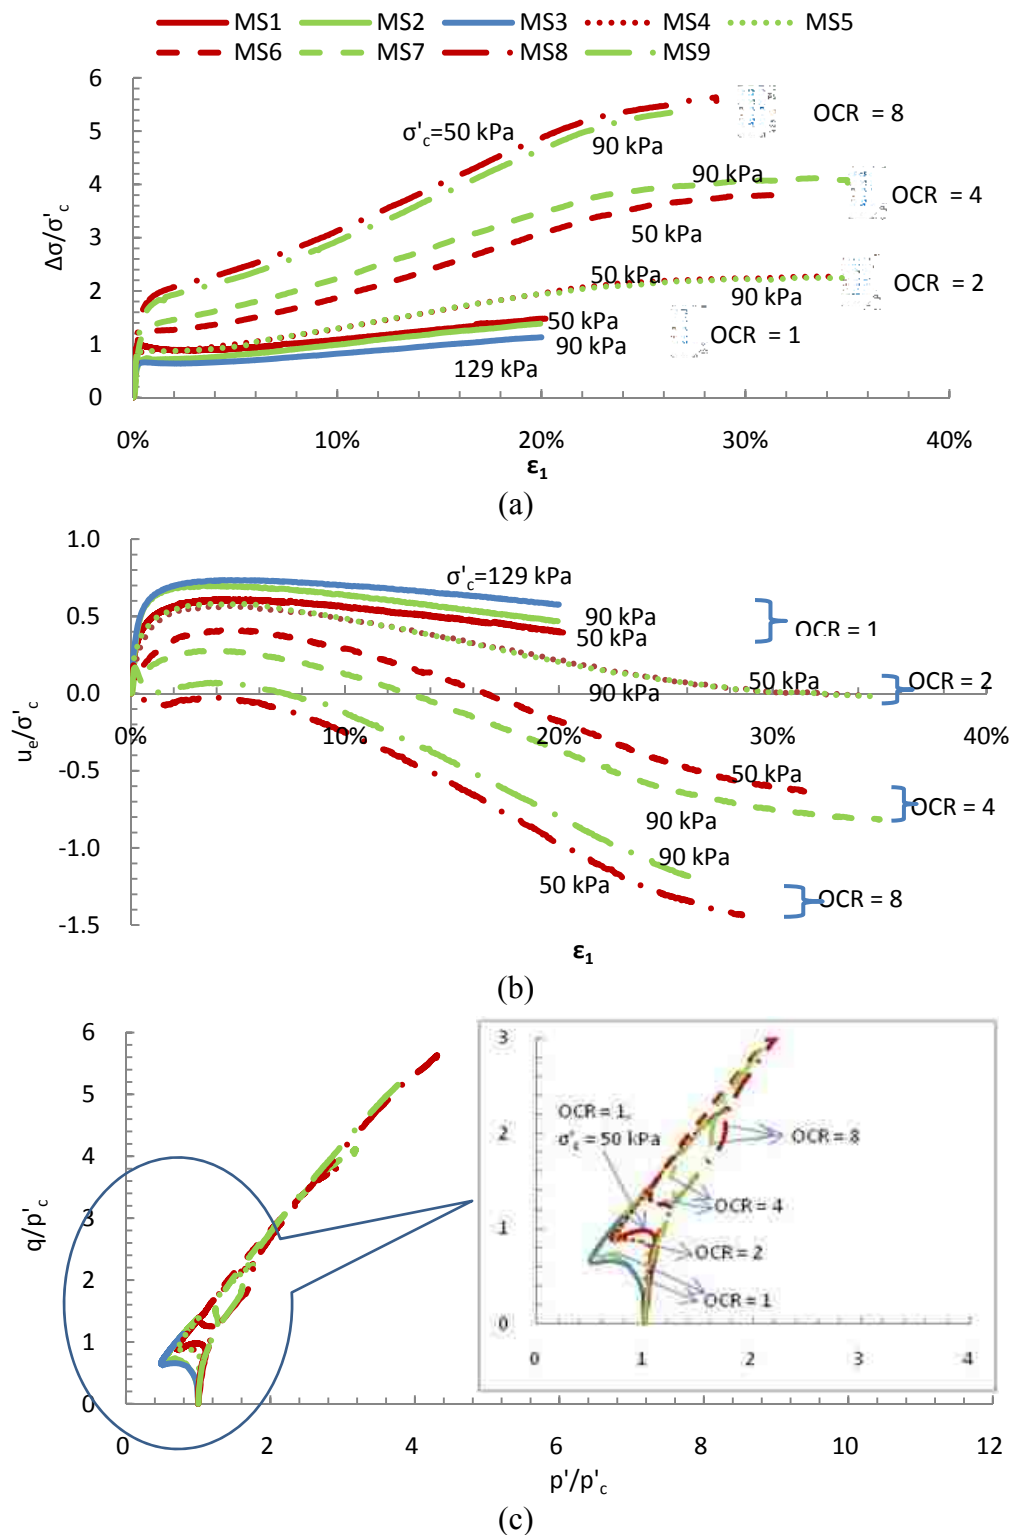 MS1 MS2 MS3 MS4 MS5
MS6 MS7 MS8 MS9
6
5
4
3
2
1
0
Δσ/σ'c
σ'c=50 kPa
90 kPa
OCR = 8
90 kPa
50 kPa
OCR = 4
50 kPa
90 kPa
OCR = 2
50 kPa
90 kPa
129 kPa
OCR = 1
0% 10% 20% 30% 40%
ε1
(a)
1.0
0.5
0.0
-0.5
-1.0
-1.5
ue/σ'c
σ'c=129 kPa
90 kPa
50 kPa
OCR = 1
90 kPa
50 kPa
OCR = 2
0% 10% 20% 30% 40%
50 kPa
90 kPa
OCR = 4
90 kPa
50 kPa
OCR = 8
ε1
(b)
6
5
4
3
2
1
0
q/p'c
0 2 4 6 8 10 12
p'/p'c
3
2
1
0
OCR = 1,
σ'c = 50 kPa
OCR = 8
OCR = 4
OCR = 2
OCR = 1
0 1 2 3 4
(c)